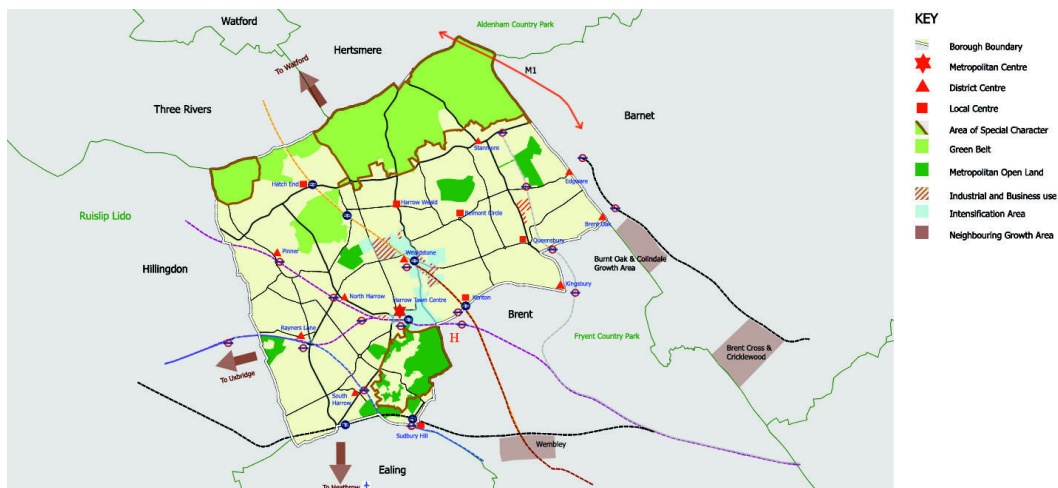 Watford
Aldenham Country Park
Hertsmere
To Watford
M1
Three Rivers
Barnet
Stanmore
Edgware
Hatch End
Harrow Weald
Belmont Circle
Ruislip Lido
Brent Oak
Queensbury
Pinner
Wealdstone
Hillingdon
Burnt Oak & Colindale
Growth Area
Kingsbury
North Harrow
Harrow Town Centre
Kenton
Brent
Rayners Lane
H
Fryent Country Park
Brent Cross &
Cricklewood
To Uxbridge
South
Harrow
Sudbury Hill
Wembley
Ealing
To Heathrow
KEY
Borough Boundary
Metropolitan Centre
District Centre
Local Centre
Area of Special Character
Green Belt
Metropolitan Open Land
Industrial and Business use
Intensification Area
Neighbouring Growth Area